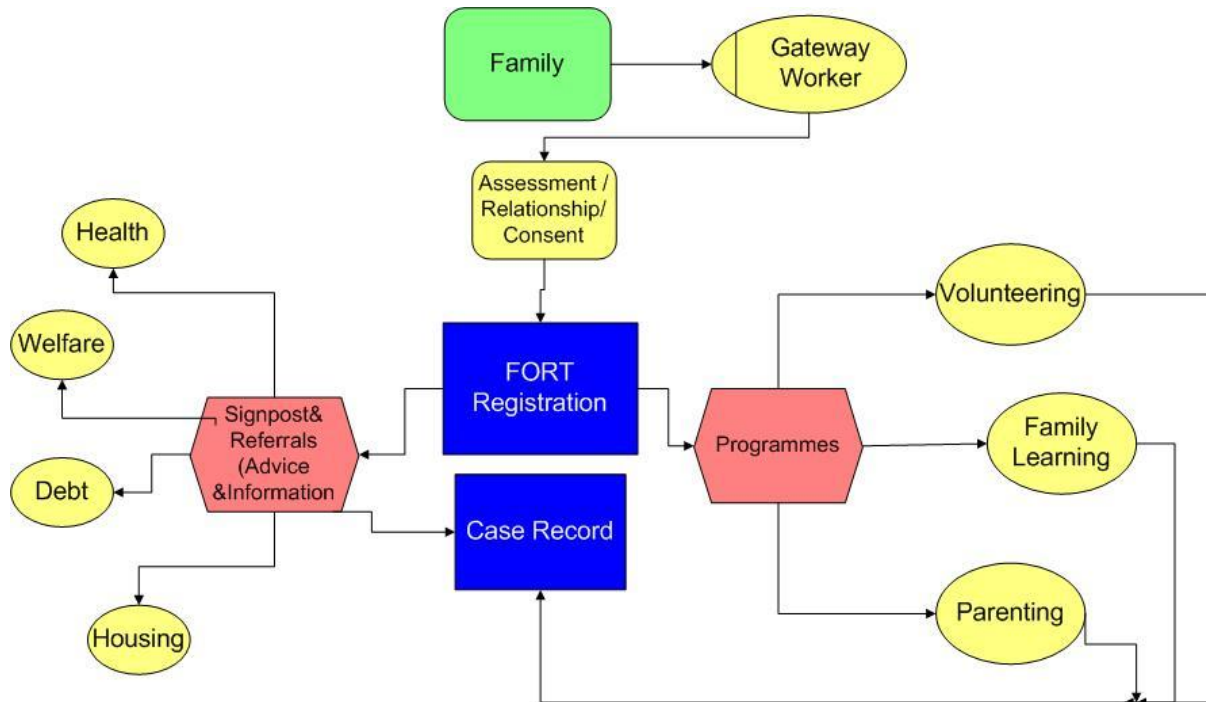 Family
Gateway
Worker
Assessment /
Relationship/
Consent
Health
Welfare
Debt
Housing
Signpost&
Referrals
(Advice
&Information
FORT
Registration
Case Record
Programmes
Volunteering
Family
Learning
Parenting